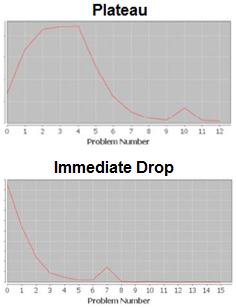 Plateau
0 1 2 3 4 5 6 7 8 9 10 11 12
Problem Number
Immediate Drop
0 1 2 3 4 5 6 7 8 9 10 11 12 13 14 15
Problem Number